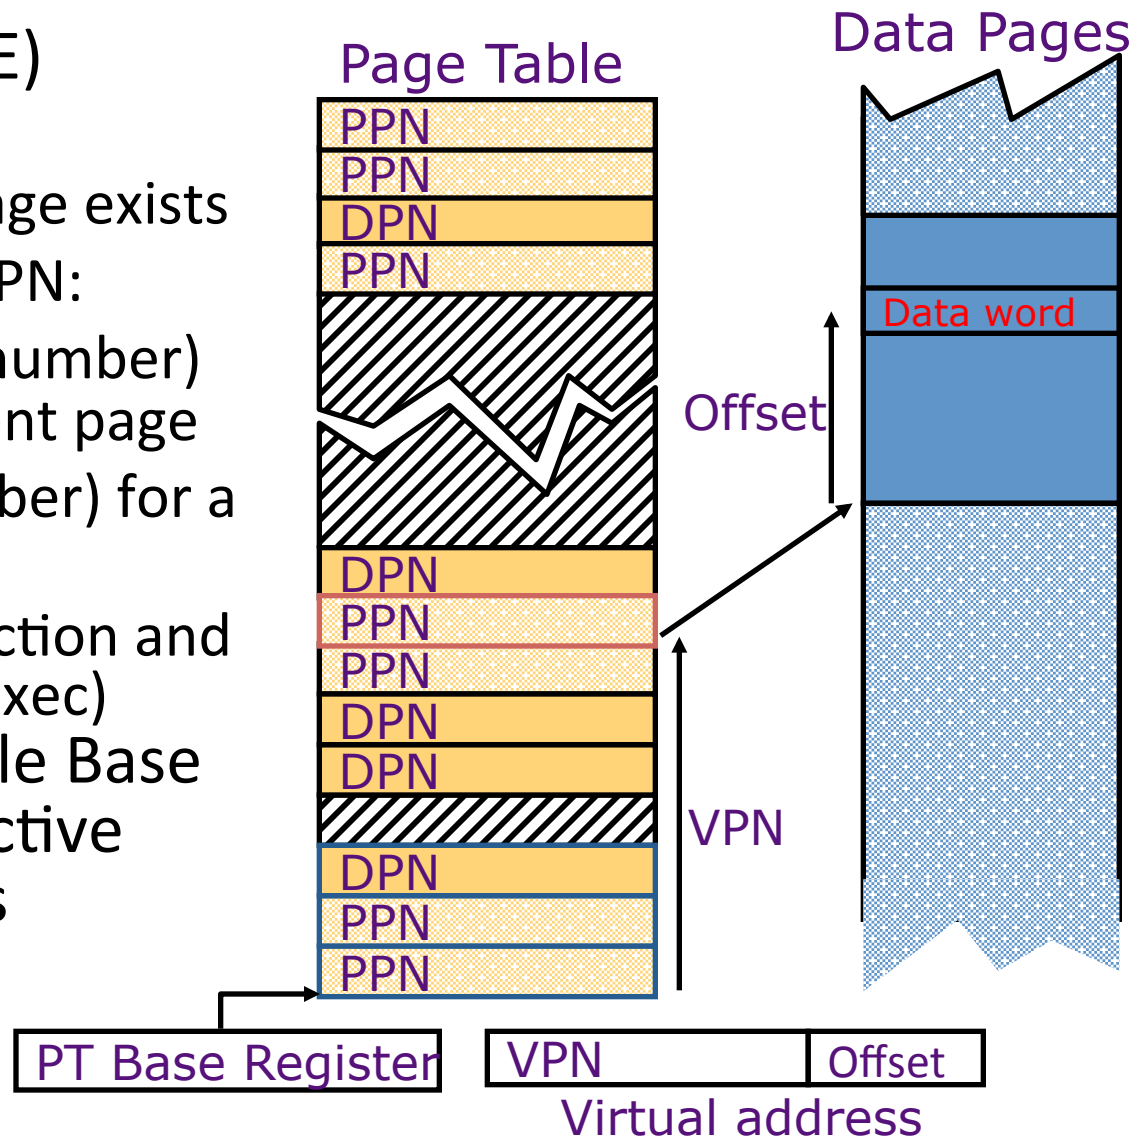 E)
age exists
PN:
number)
nt page
ber) for a
ction and
xec)
le Base
ctive
s
Page Table
PPN
PPN
DPN
PPN
DPN
PPN
PPN
DPN
DPN
DPN
PPN
PPN
Offset
VPN
Data Pages
Data word
PT Base Register
VPN Offset
Virtual address